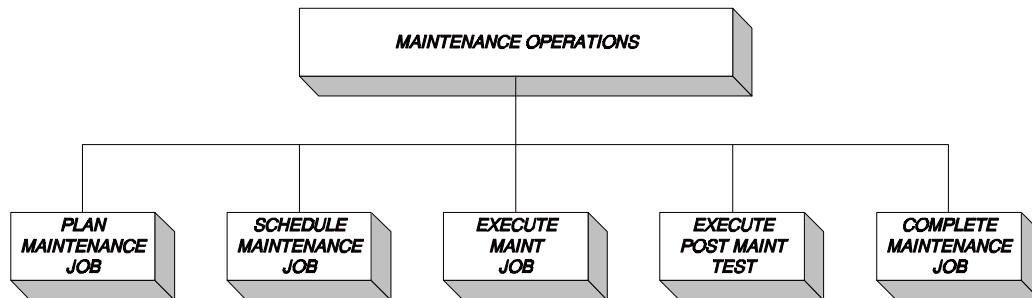 MAINTENANCE OPERATIONS
PLAN
MAINTENANCE
JOB
SCHEDULE
MAINTENANCE
JOB
EXECUTE
MAINT
JOB
EXECUTE
POST MAINT
TEST
COMPLETE
MAINTENANCE
JOB